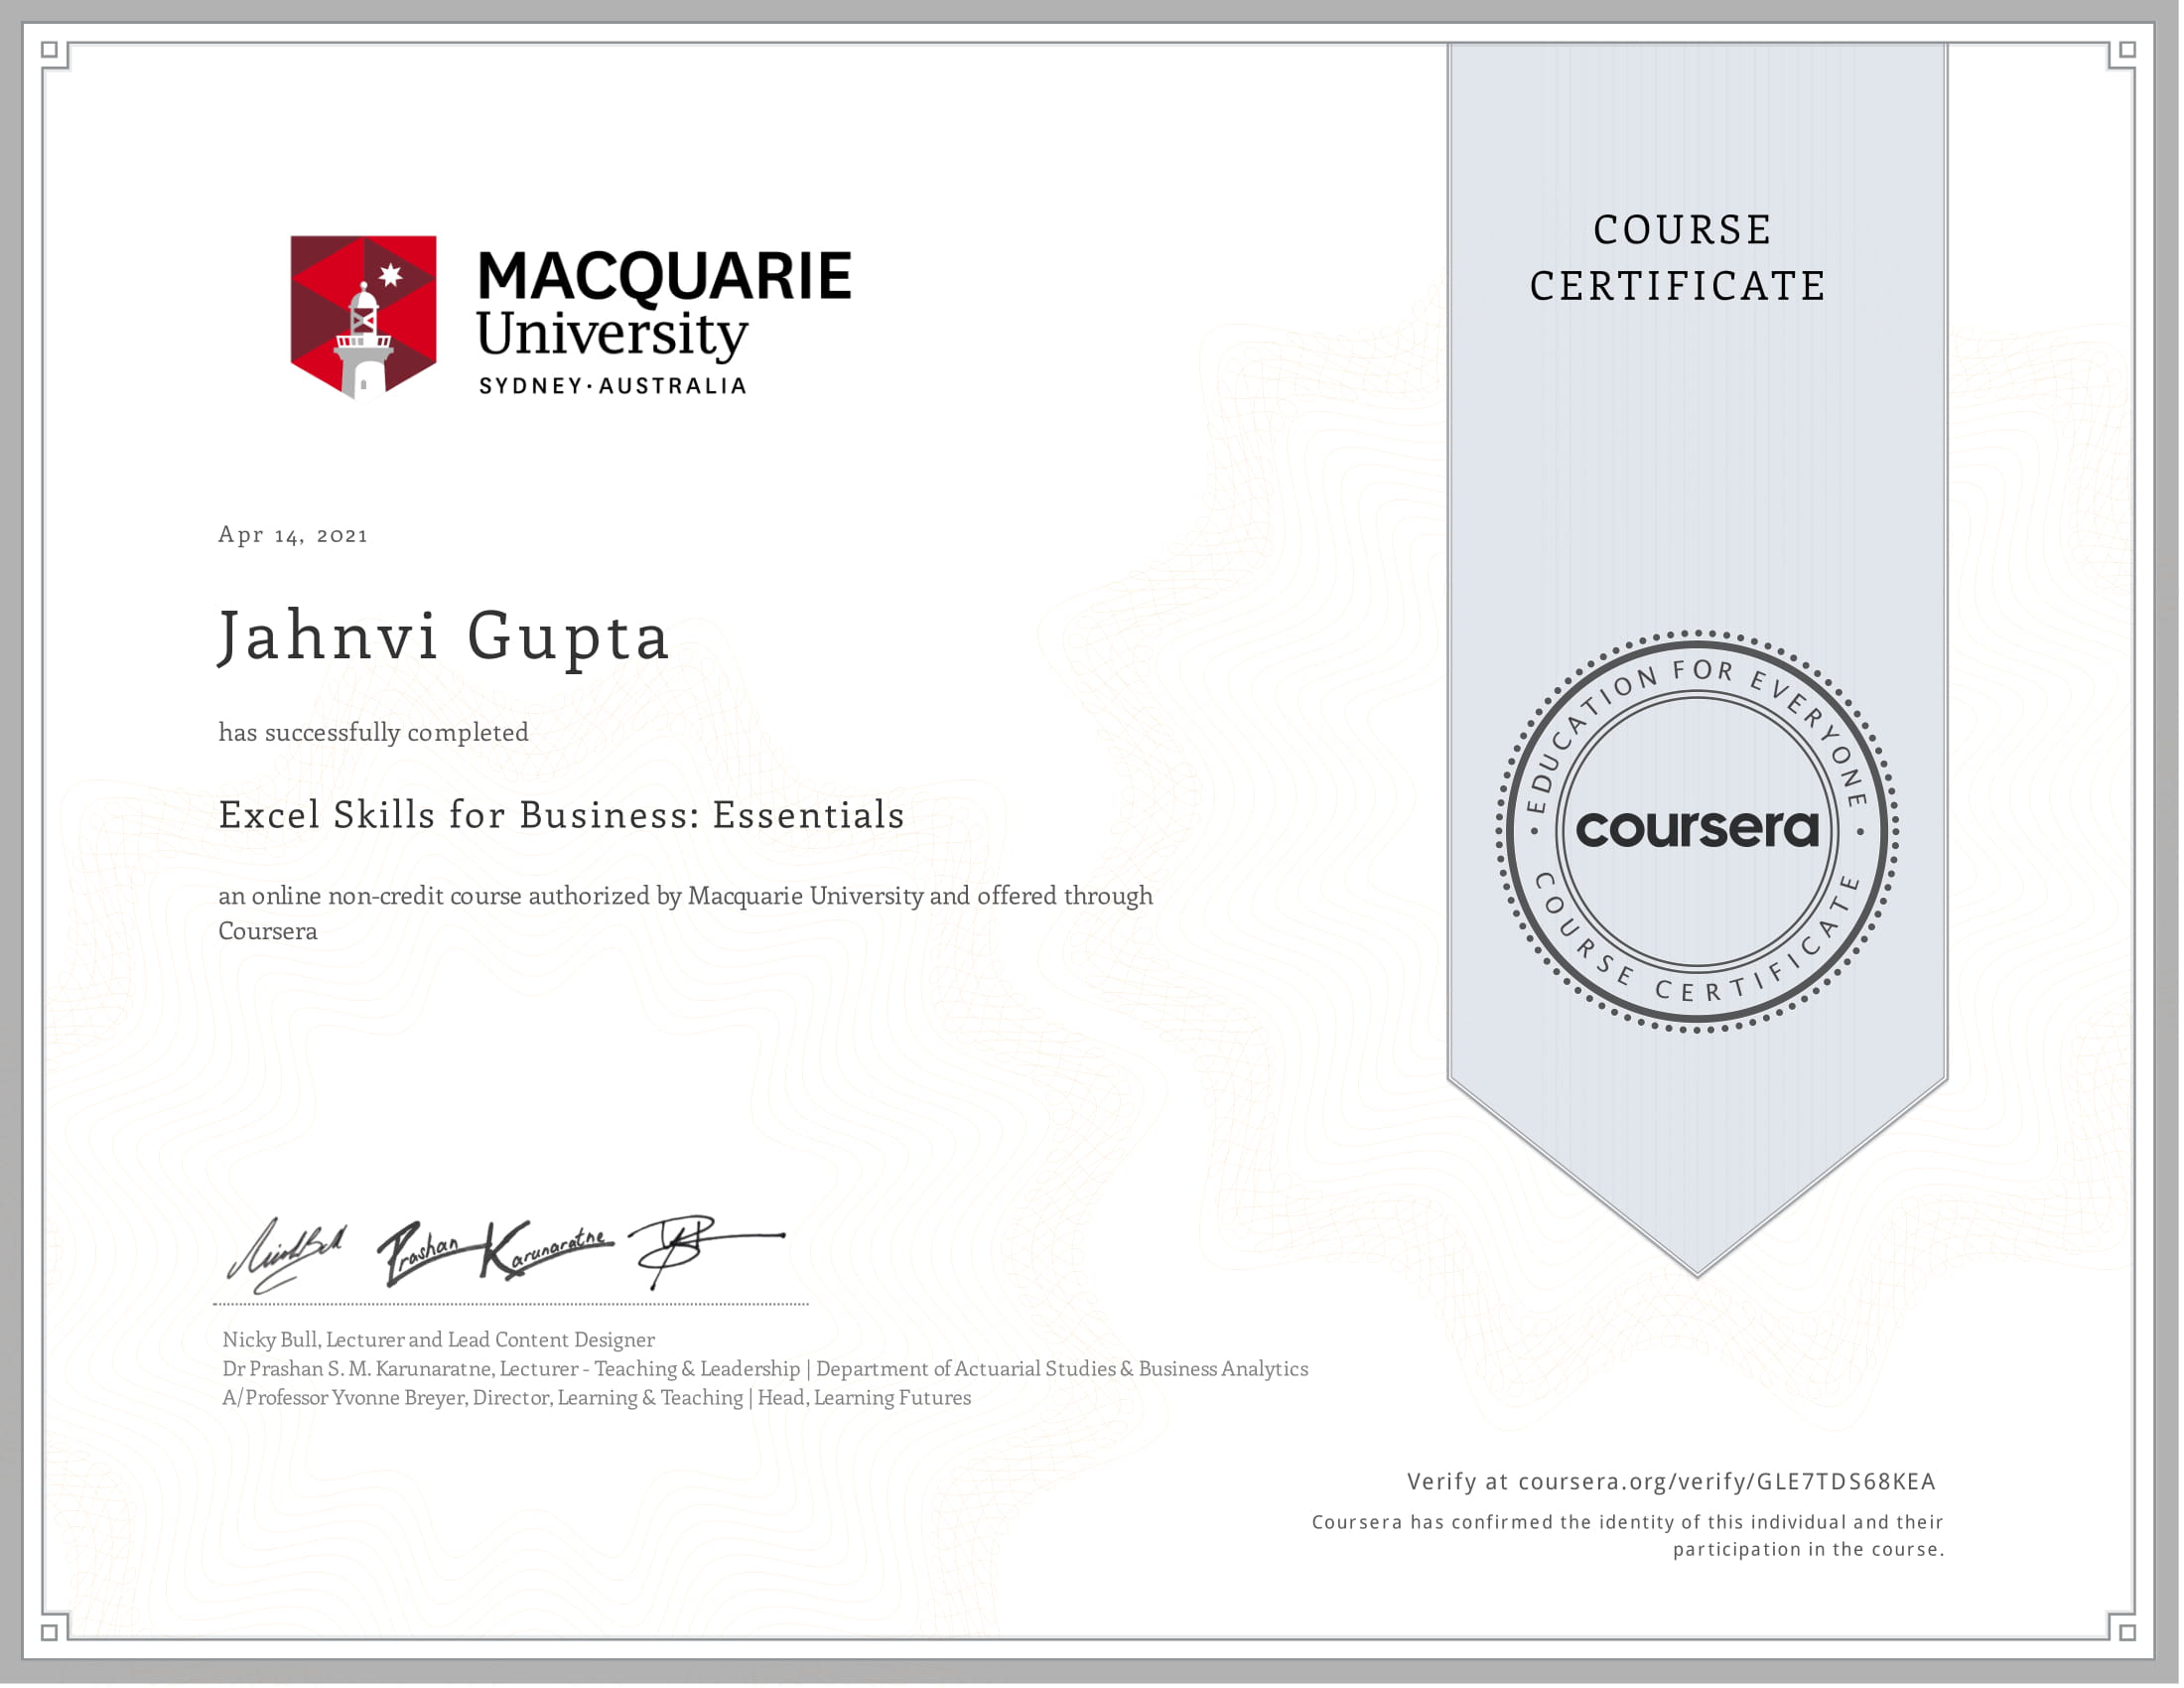 MACQUARIE
University
SYDNEY·AUSTRALIA
COURSE
CERTIFICATE
Apr 14, 2021
Jahnvi Gupta
has successfully completed
Excel Skills for Business: Essentials
an online non-credit course authorized by Macquarie University and offered through
Coursera
EDUCATION FOR EVERYONE
coursera
COURSE CERTIFICATE
Prashan Karunaratne
Nicky Bull, Lecturer and Lead Content Designer
Dr Prashan S. M. Karunaratne, Lecturer - Teaching & Leadership | Department of Actuarial Studies & Business Analytics
A/Professor Yvonne Breyer, Director, Learning & Teaching | Head, Learning Futures
Verify at coursera.org/verify/GLE7TDS68KEA
Coursera has confirmed the identity of this individual and their
participation in the course.